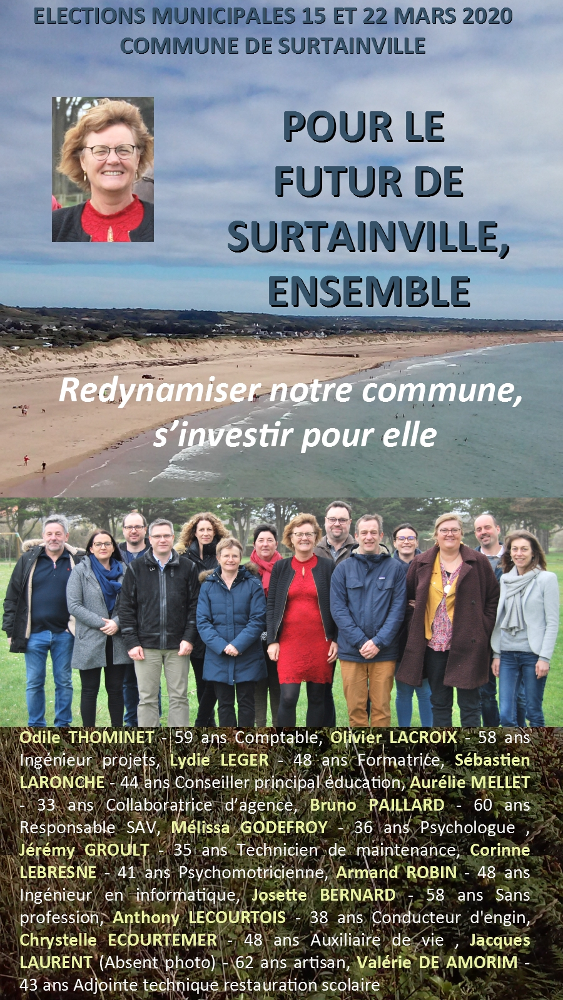 ELECTIONS MUNICIPALES 15 ET 22 MARS 2020
COMMUNE DE SURTAINVILLE
POUR LE
FUTUR DE
SURTAINVILLE,
ENSEMBLE
Redynamiser notre commune,
s’investir pour elle
Odile THOMINET - 59 ans Comptable, Olivier LACROIX - 58 ans
Ingénieur projets, Lydie LEGER - 48 ans Formatrice, Sébastien
LARONCHE - 44 ans Conseiller principal éducation, Aurélie MELLET
- 33 ans Collaboratrice d’agence, Bruno PAILLARD - 60 ans
Responsable SAV, Mélissa GODEFROY - 36 ans Psychologue ,
Jérémy GROULT - 35 ans Technicien de maintenance, Corinne
LEBRESNE - 41 ans Psychomotricienne, Armand ROBIN - 48 ans
Ingénieur en informatique, Josette BERNARD - 58 ans Sans
profession, Anthony LECOURTOIS - 38 ans Conducteur d'engin,
Chrystelle ECOURTEMER - 48 ans Auxiliaire de vie , Jacques
LAURENT (Absent photo) - 62 ans artisan, Valérie DE AMORIM -
43 ans Adjointe technique restauration scolaire